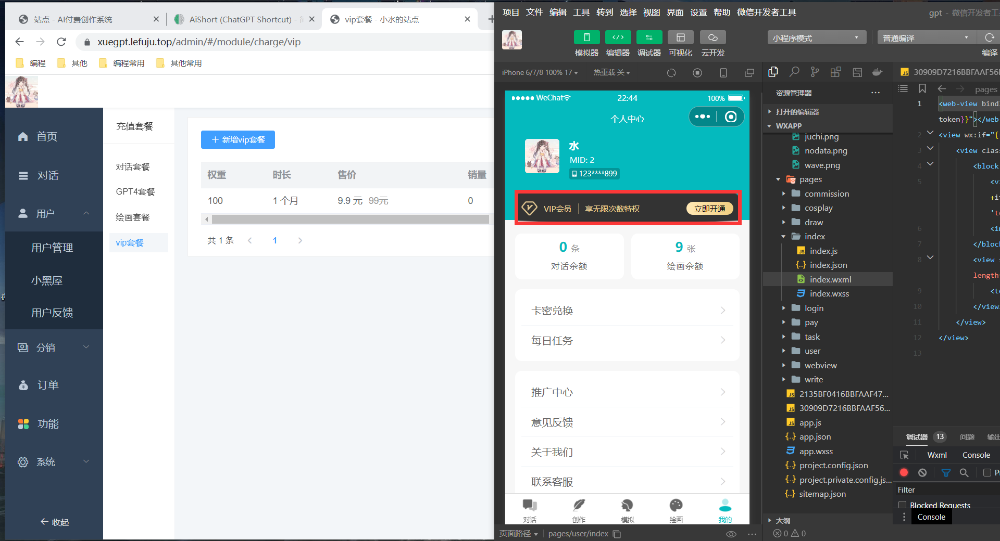 站点 - AI付费创作系统
AiShort (ChatGPT Shortcut) -
vip套餐 - 小水的站点
xuegpt.lefuju.top/admin/#/module/charge/vip
编程
其他
编程常用
其他常用
首页
对话
用户
用户管理
小黑屋
用户反馈
分销
订单
功能
系统
收起
充值套餐
对话套餐
GPT4套餐
绘画套餐
vip套餐
+ 新增vip套餐
权重 时长 售价 销量
100 1 个月 9.9 元 99元 0
共 1 条 1
项目 文件 编辑 工具 转到 选择 视图 界面 设置 帮助 微信开发者工具
gpt - 微信开发者工
模拟器 编辑器 调试器 可视化 云开发
小程序模式
普通编译
编译
iPhone 6/7/8 100% 17
热重载 关
WeChat 22:44 100%
个人中心
水
MID: 2
123****899
VIP会员 享无限次数特权 立即开通
0 条
对话余额
9 张
绘画余额
卡密兑换
每日任务
推广中心
意见反馈
关于我们
联系客服
对话 创作 模拟 绘画 我的
页面路径 pages/user/index
资源管理器
打开的编辑器
WXAPP
juchi.png
nodata.png
wave.png
pages
commission
cosplay
draw
index
index.js
index.json
index.wxml
index.wxss
login
pay
task
user
webview
write
2135BF0416BBFAAF47...
30909D7216BBFAAF56...
app.js
app.json
app.wxss
project.config.json
project.private.config.js...
sitemap.json
大纲
0 0
30909D7216BBFAAF56
pages
1 <web-view bind
token}}"></web-
2 <view wx:if="{
3 <view clas
4 <block
5 <v
+i
't
6 <i
7 </bloc
8 <view
length=
9 <t
10 </view
11 </view>
12 </view>
13
调试器 13 问题 输出
Wxml Console
Filter
Blocked Requests
Console